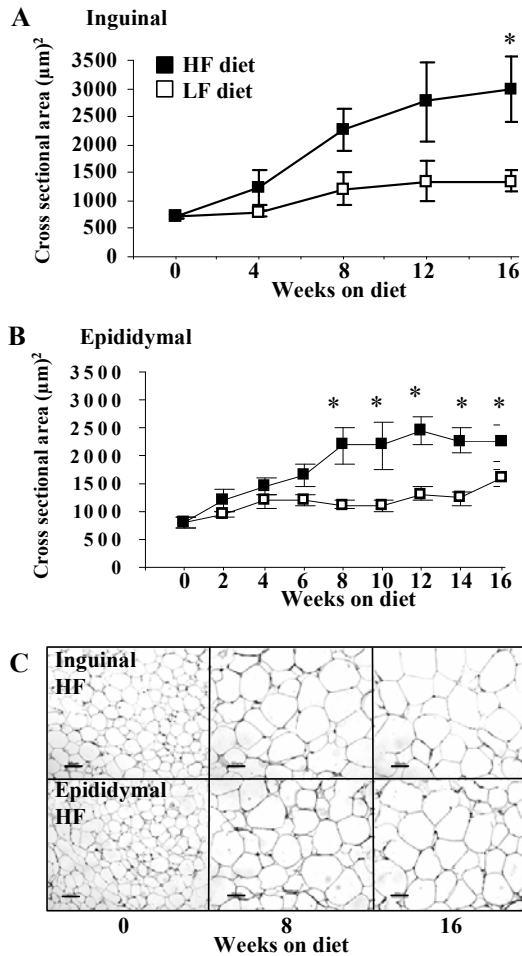 A Inguinal
Cross sectional area (µm)²
3500
3000
2500
2000
1500
1000
500
0
HF diet
LF diet
*
0 4 8 12 16
Weeks on diet
B Epididymal
Cross sectional area (µm)²
3500
3000
2500
2000
1500
1000
500
0
* * * * *
0 2 4 6 8 10 12 14 16
Weeks on diet
C
Inguinal
HF
Epididymal
HF
0 8 16
Weeks on diet